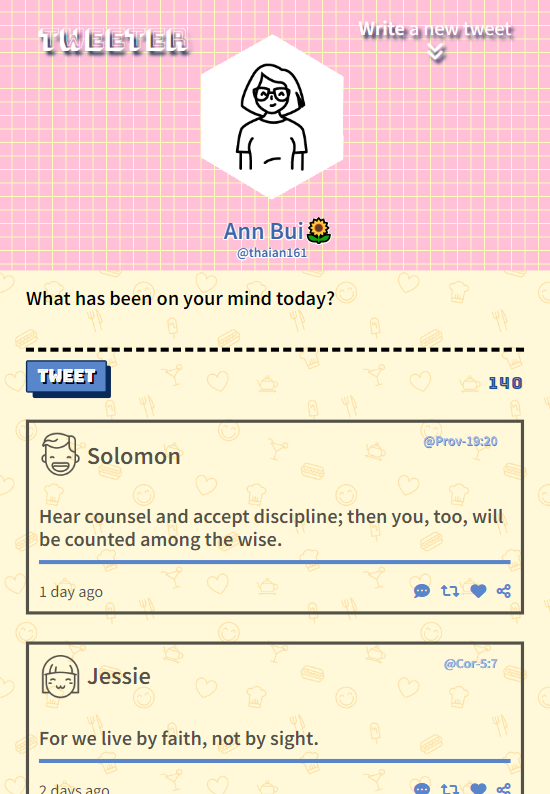 TWEETER
Write a new tweet
Ann Bui🌻
@thaian161
What has been on your mind today?
TWEET
140
Solomon
@Prov-19:20
Hear counsel and accept discipline; then you, too, will
be counted among the wise.
1 day ago
Jessie
@Cor-5:7
For we live by faith, not by sight.
2 days ago